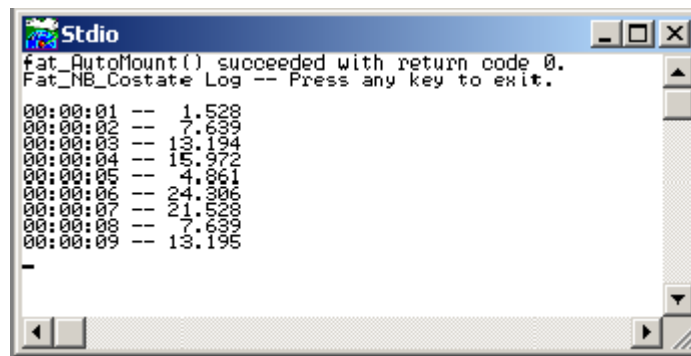 Stdio
fat_AutoMount() succeeded with return code 0.
Fat_NB_Costate Log -- Press any key to exit.
00:00:01 --  1.528
00:00:02 --  7.639
00:00:03 -- 13.194
00:00:04 -- 15.972
00:00:05 --  4.861
00:00:06 -- 24.306
00:00:07 -- 21.528
00:00:08 --  7.639
00:00:09 -- 13.195